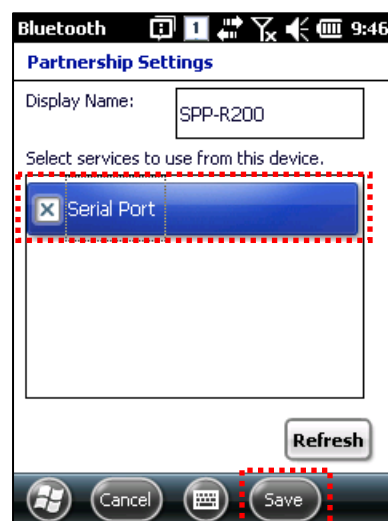 Bluetooth 1 9:46
Partnership Settings
Display Name: SPP-R200
Select services to use from this device.
Serial Port
Refresh
Cancel Save